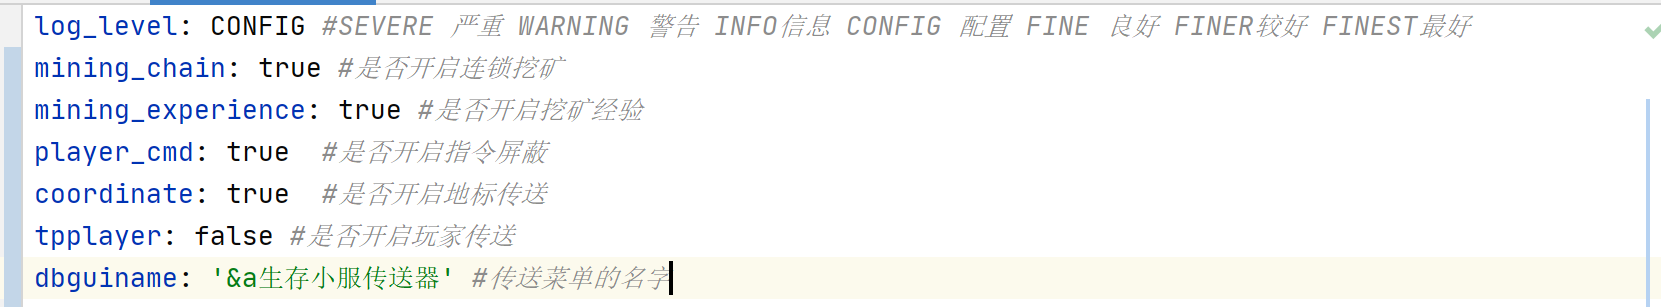 log_level: CONFIG #SEVERE 严重 WARNING 警告 INFO信息 CONFIG 配置 FINE 良好 FINER较好 FINEST最好
mining_chain: true #是否开启连锁挖矿
mining_experience: true #是否开启挖矿经验
player_cmd: true  #是否开启指令屏蔽
coordinate: true  #是否开启地标传送
tpplayer: false #是否开启玩家传送
dbguiname: '&a生存小服传送器' #传送菜单的名字